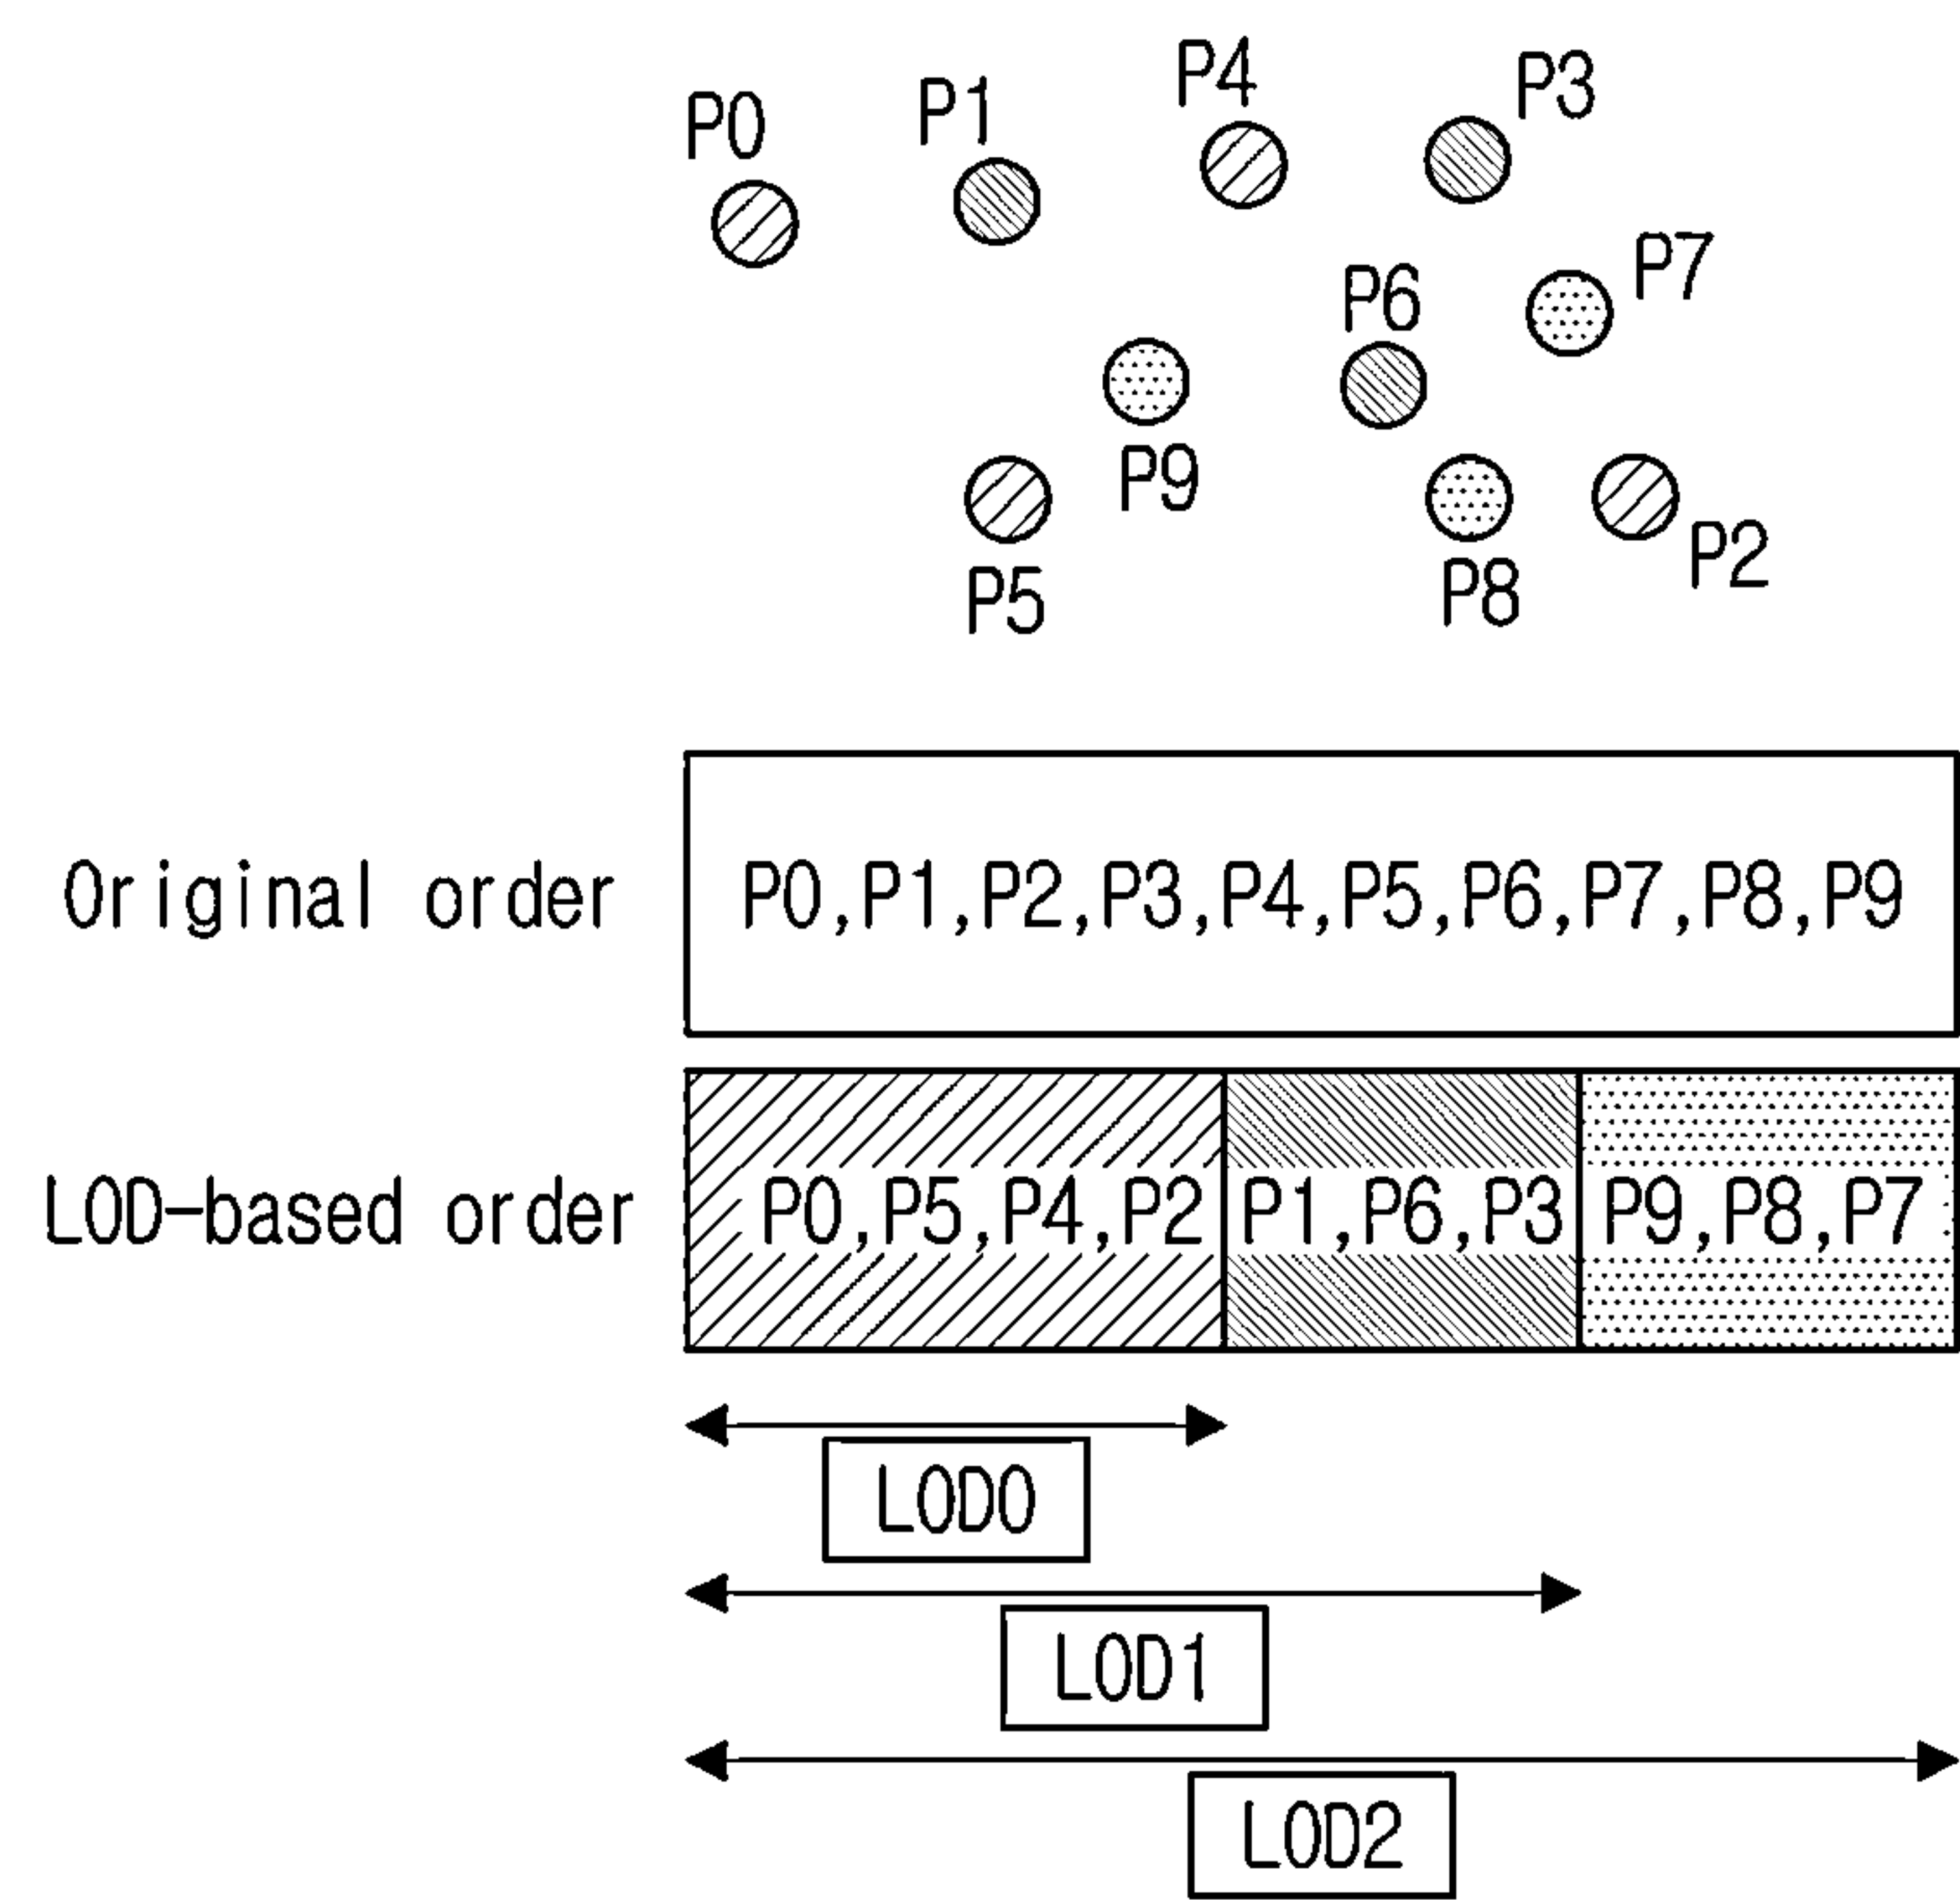 P0
P1
P4
P3
P7
P6
P9
P5
P8
P2
Original order
P0,P1,P2,P3,P4,P5,P6,P7,P8,P9
LOD-based order
P0,P5,P4,P2
P1,P6,P3
P9,P8,P7
LOD0
LOD1
LOD2